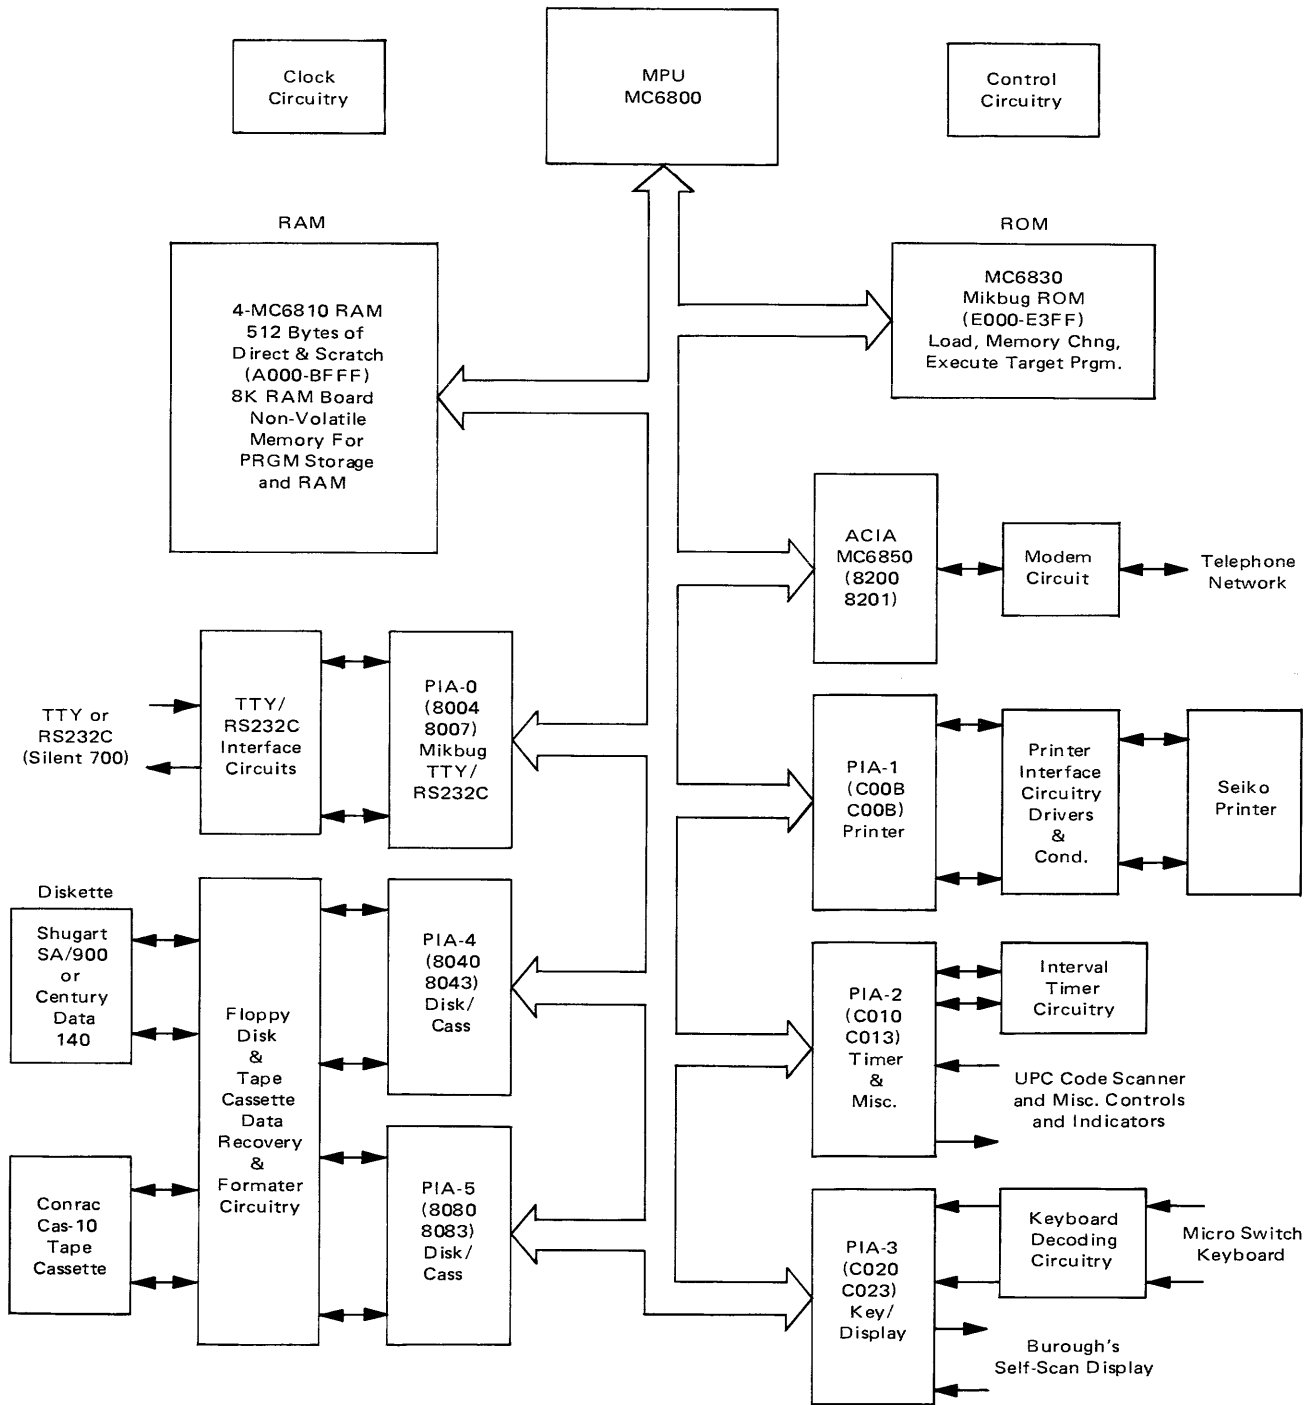 Clock
Circuitry
MPU
MC6800
Control
Circuitry
RAM
4-MC6810 RAM
512 Bytes of
Direct & Scratch
(A000-BFFF)
8K RAM Board
Non-Volatile
Memory For
PRGM Storage
and RAM
ROM
MC6830
Mikbug ROM
(E000-E3FF)
Load, Memory Chng,
Execute Target Prgm.
ACIA
MC6850
(8200
8201)
Modem
Circuit
Telephone
Network
TTY or
RS232C
(Silent 700)
TTY/
RS232C
Interface
Circuits
PIA-0
(8004
8007)
Mikbug
TTY/
RS232C
PIA-1
(C00B
C00B)
Printer
Printer
Interface
Circuitry
Drivers
&
Cond.
Seiko
Printer
Diskette
Shugart
SA/900
or
Century
Data
140
Floppy
Disk
&
Tape
Cassette
Data
Recovery
&
Formater
Circuitry
PIA-4
(8040
8043)
Disk/
Cass
PIA-2
(C010
C013)
Timer
&
Misc.
Interval
Timer
Circuitry
UPC Code Scanner
and Misc. Controls
and Indicators
Conrac
Cas-10
Tape
Cassette
PIA-5
(8080
8083)
Disk/
Cass
PIA-3
(C020
C023)
Key/
Display
Keyboard
Decoding
Circuitry
Micro Switch
Keyboard
Burough's
Self-Scan Display